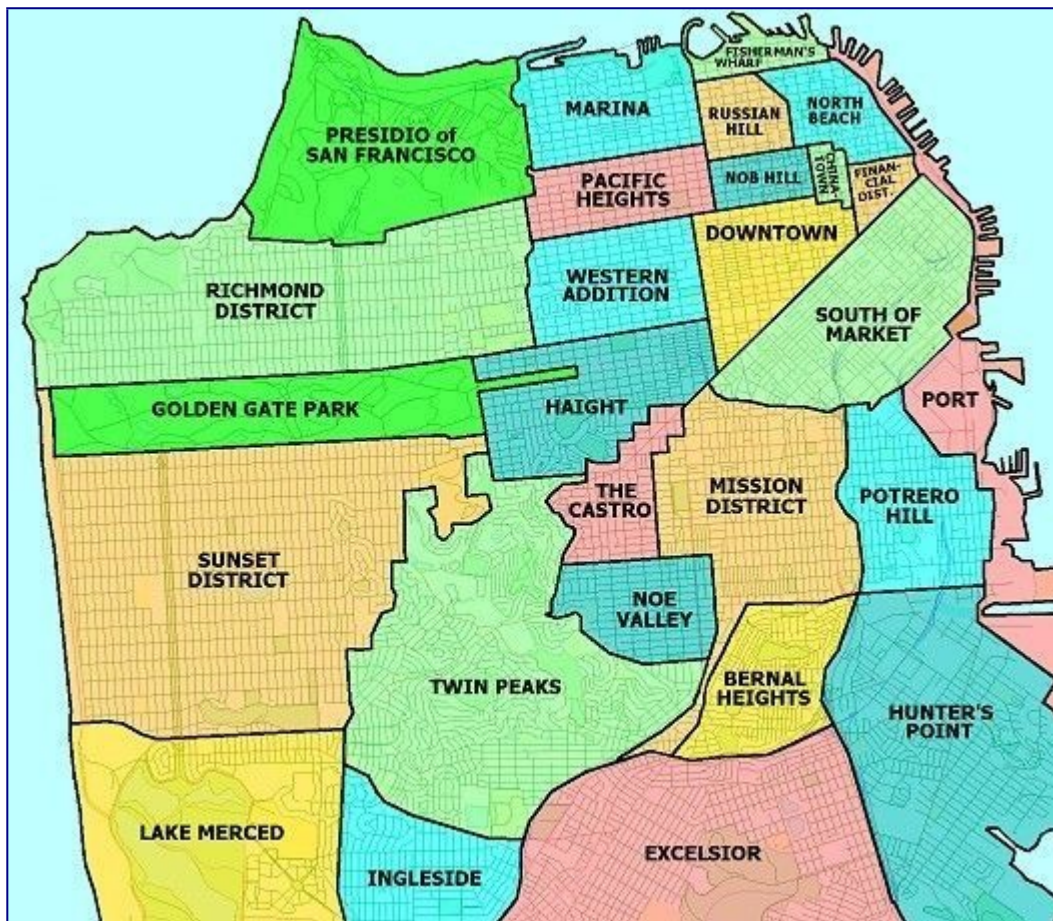 FISHERMAN'S
WHARF
MARINA
RUSSIAN
HILL
NORTH
BEACH
PRESIDIO of
SAN FRANCISCO
PACIFIC
HEIGHTS
NOB HILL
CHINA-
TOWN
FINAN-
CIAL
DIST.
DOWNTOWN
RICHMOND
DISTRICT
WESTERN
ADDITION
SOUTH OF
MARKET
GOLDEN GATE PARK
HAIGHT
PORT
THE
CASTRO
MISSION
DISTRICT
POTRERO
HILL
SUNSET
DISTRICT
NOE
VALLEY
TWIN PEAKS
BERNAL
HEIGHTS
HUNTER'S
POINT
LAKE MERCED
INGLESIDE
EXCELSIOR